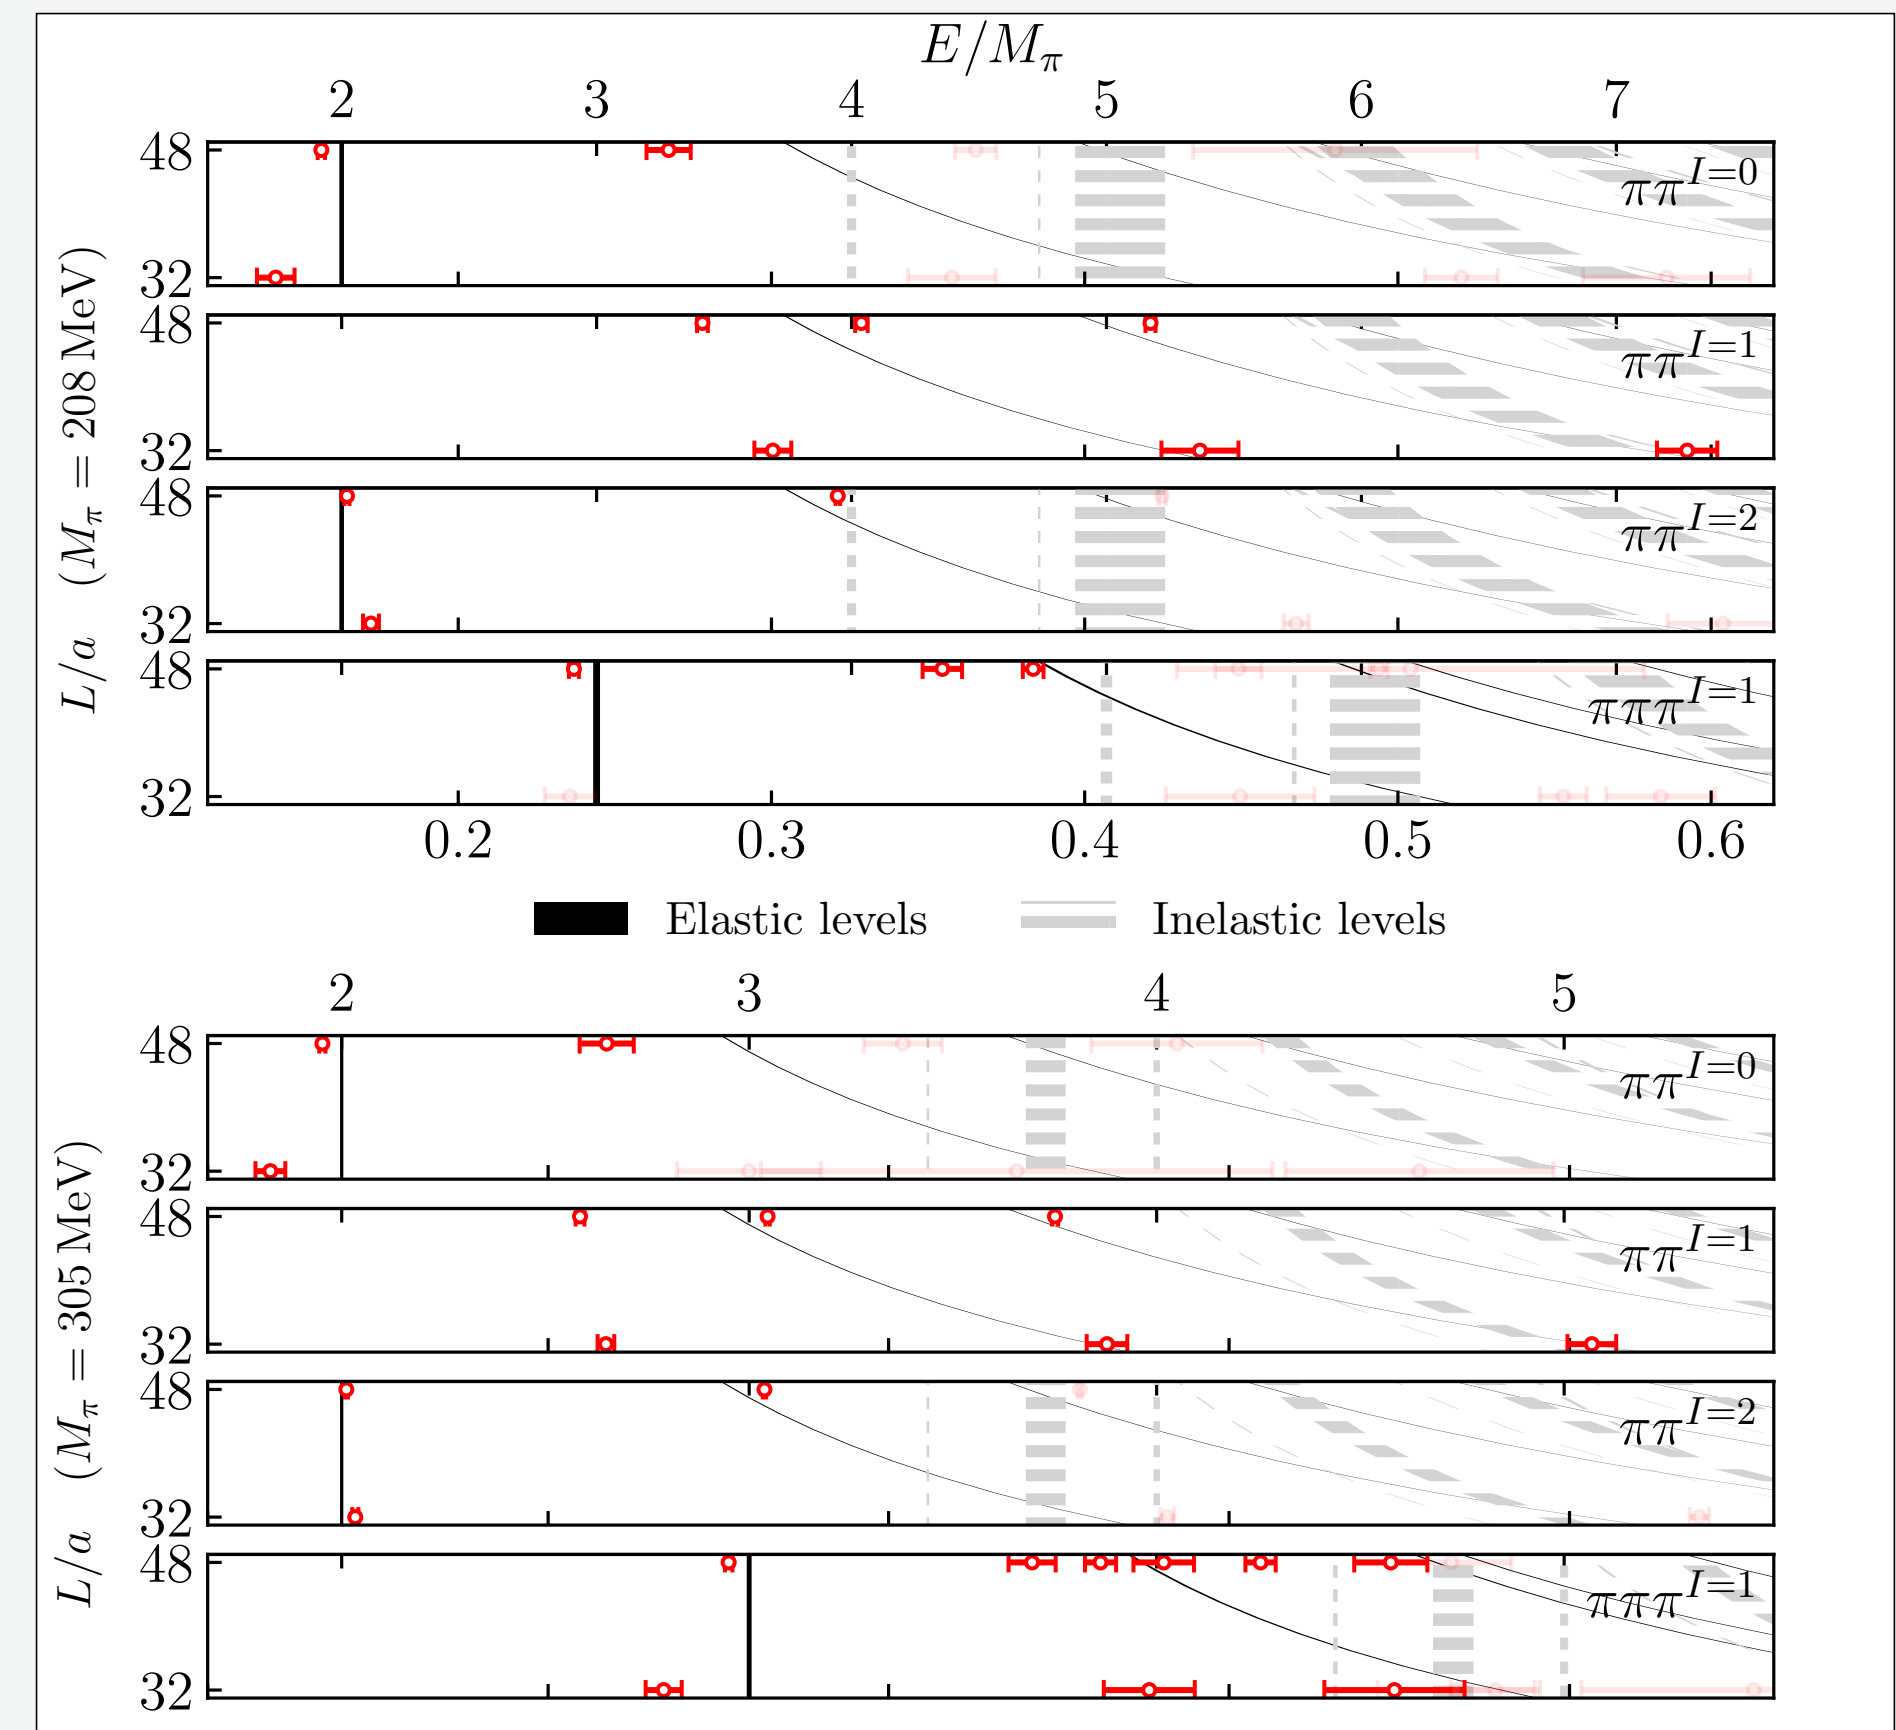 E/M_π
2 3 4 5 6 7
48
ππ^{I=0}
32
48
ππ^{I=1}
32
48
ππ^{I=2}
32
48
πππ^{I=1}
32
0.2 0.3 0.4 0.5 0.6
L/a (M_π = 208 MeV)
Elastic levels Inelastic levels
2 3 4 5
48
ππ^{I=0}
32
48
ππ^{I=1}
32
48
ππ^{I=2}
32
48
πππ^{I=1}
32
L/a (M_π = 305 MeV)